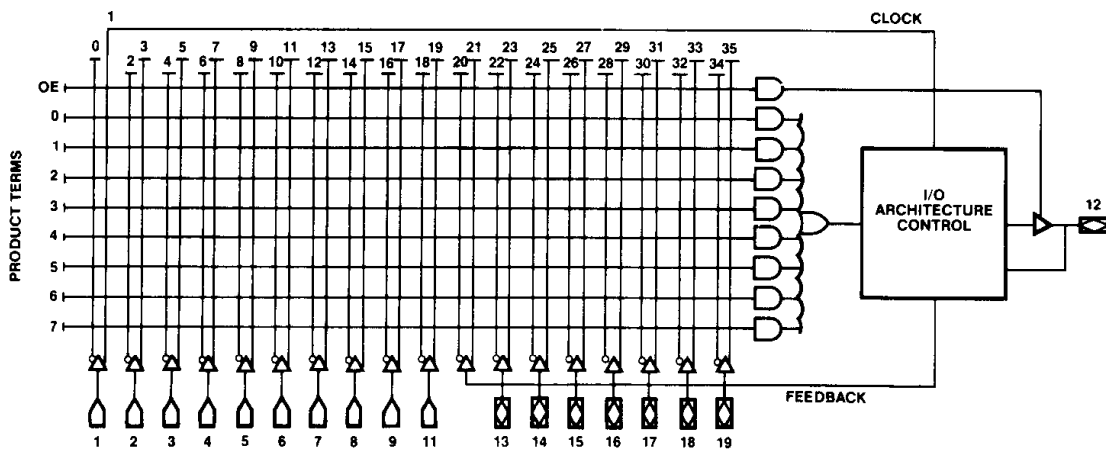 1
CLOCK
0 3 5 7 9 11 13 15 17 19 21 23 25 27 29 31 33 35
2 4 6 8 10 12 14 16 18 20 22 24 26 28 30 32 34
PRODUCT TERMS
OE
0
1
2
3
4
5
6
7
I/O
ARCHITECTURE
CONTROL
12
FEEDBACK
1 2 3 4 5 6 7 8 9 11 13 14 15 16 17 18 19